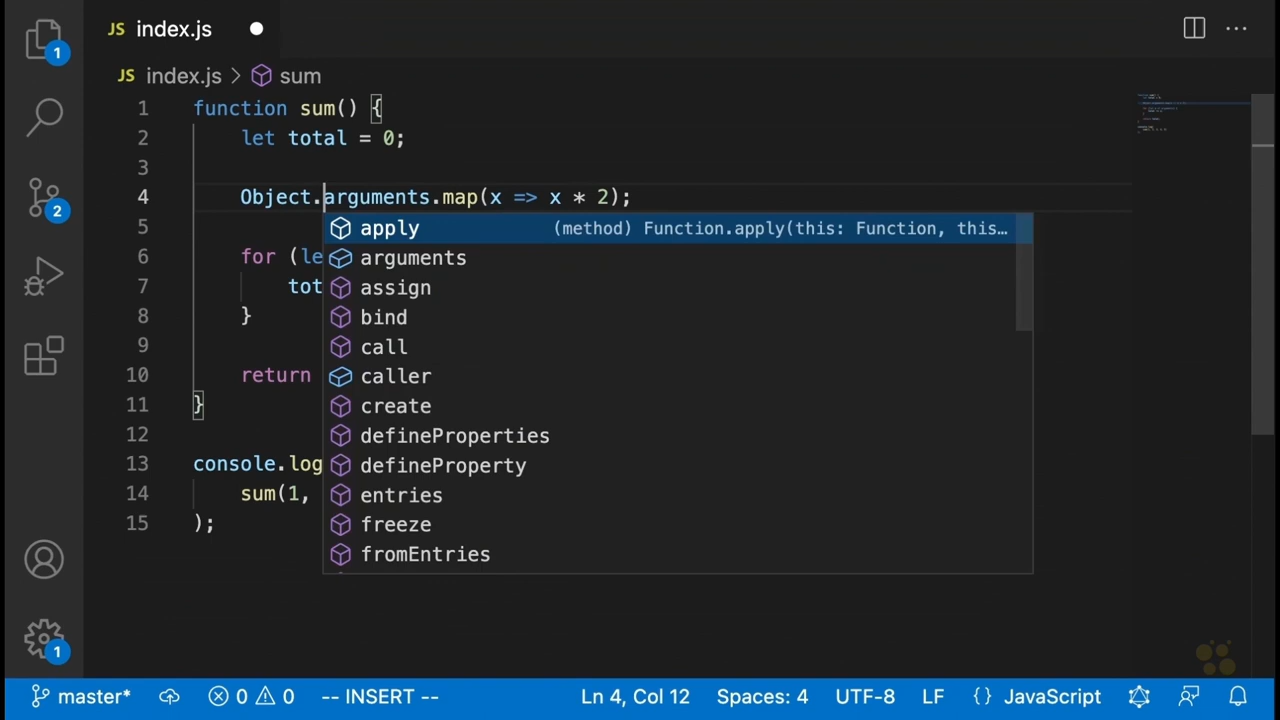 JS index.js
JS index.js > sum
1 function sum() {
2 let total = 0;
3
4 Object.arguments.map(x => x * 2);
5
apply (method) Function.apply(this: Function, this…
6 for (le
arguments
7 tot
assign
8 }
bind
9
call
10 return
caller
11 }
create
12
defineProperties
13 console.log
defineProperty
14 sum(1,
entries
15 );
freeze
fromEntries
1
2
1
master* 0 0 -- INSERT -- Ln 4, Col 12 Spaces: 4 UTF-8 LF {} JavaScript